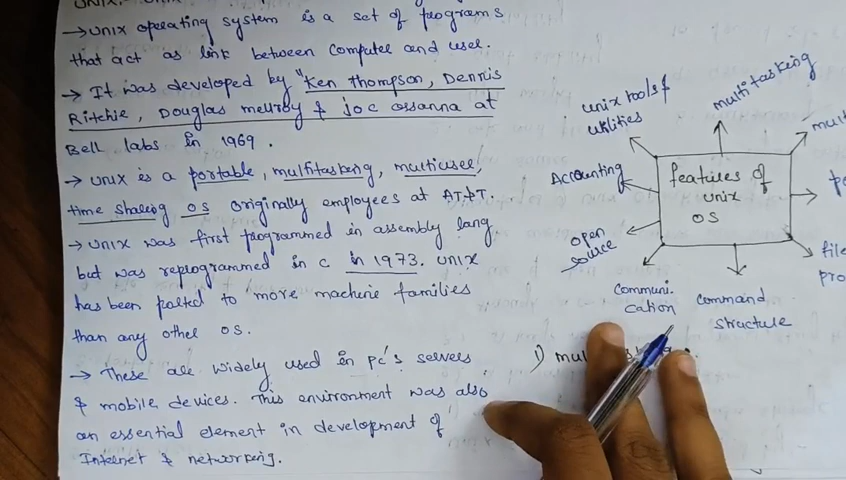 UNIX:-
→ Unix operating system is a set of programs
that act as link between computer and user.
→ It was developed by "Ken Thompson, Dennis
Ritchie, Douglas mcllroy & joc ossanna at
Bell labs in 1969.
→ Unix is a portable, multitasking, multiuser,
time sharing OS originally employees at AT&T.
→ Unix was first programmed in assembly lang
but was reprogrammed in c in 1973. Unix
has been ported to more machine families
than any other OS.
→ These are widely used in pc's servers
& mobile devices. This environment was also
an essential element in development of
Internet & networking.
unix tools &
utilities
multitasking
Accounting
features of
unix
OS
open
source
communi-
cation
command
structure
file
pro
1) mul